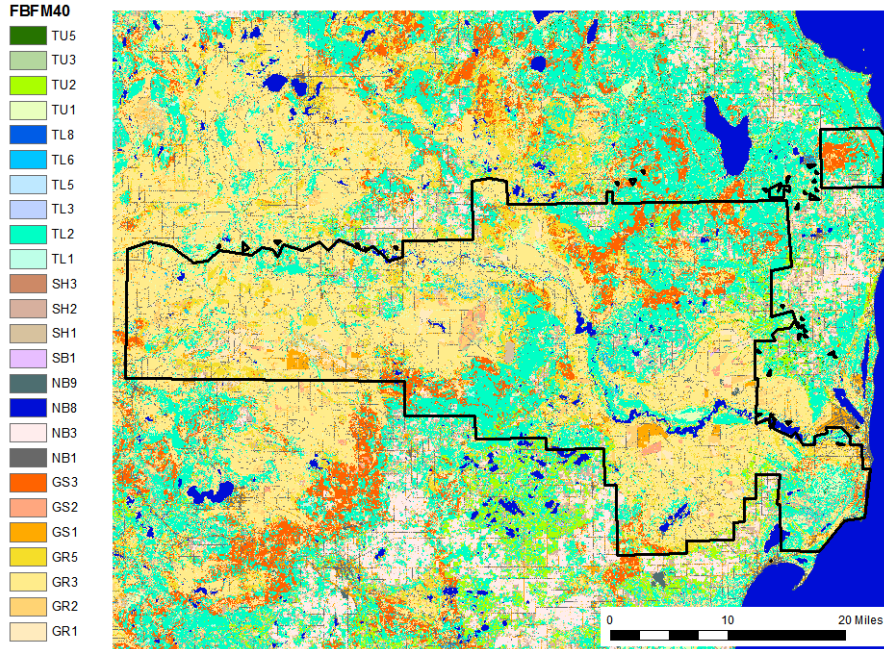 FBFM40
TU5
TU3
TU2
TU1
TL8
TL6
TL5
TL3
TL2
TL1
SH3
SH2
SH1
SB1
NB9
NB8
NB3
NB1
GS3
GS2
GS1
GR5
GR3
GR2
GR1
0 10 20 Miles